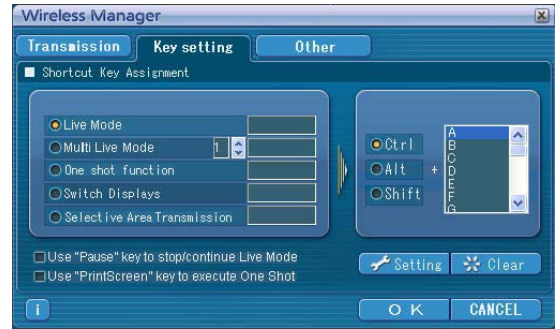 Wireless Manager
Transmission Key setting Other
Shortcut Key Assignment
Live Mode
Multi Live Mode 1
One shot function
Switch Displays
Selective Area Transmission
Ctrl
Alt +
Shift
A
B
C
D
E
F
G
Use "Pause" key to stop/continue Live Mode
Use "PrintScreen" key to execute One Shot
Setting Clear
i OK CANCEL